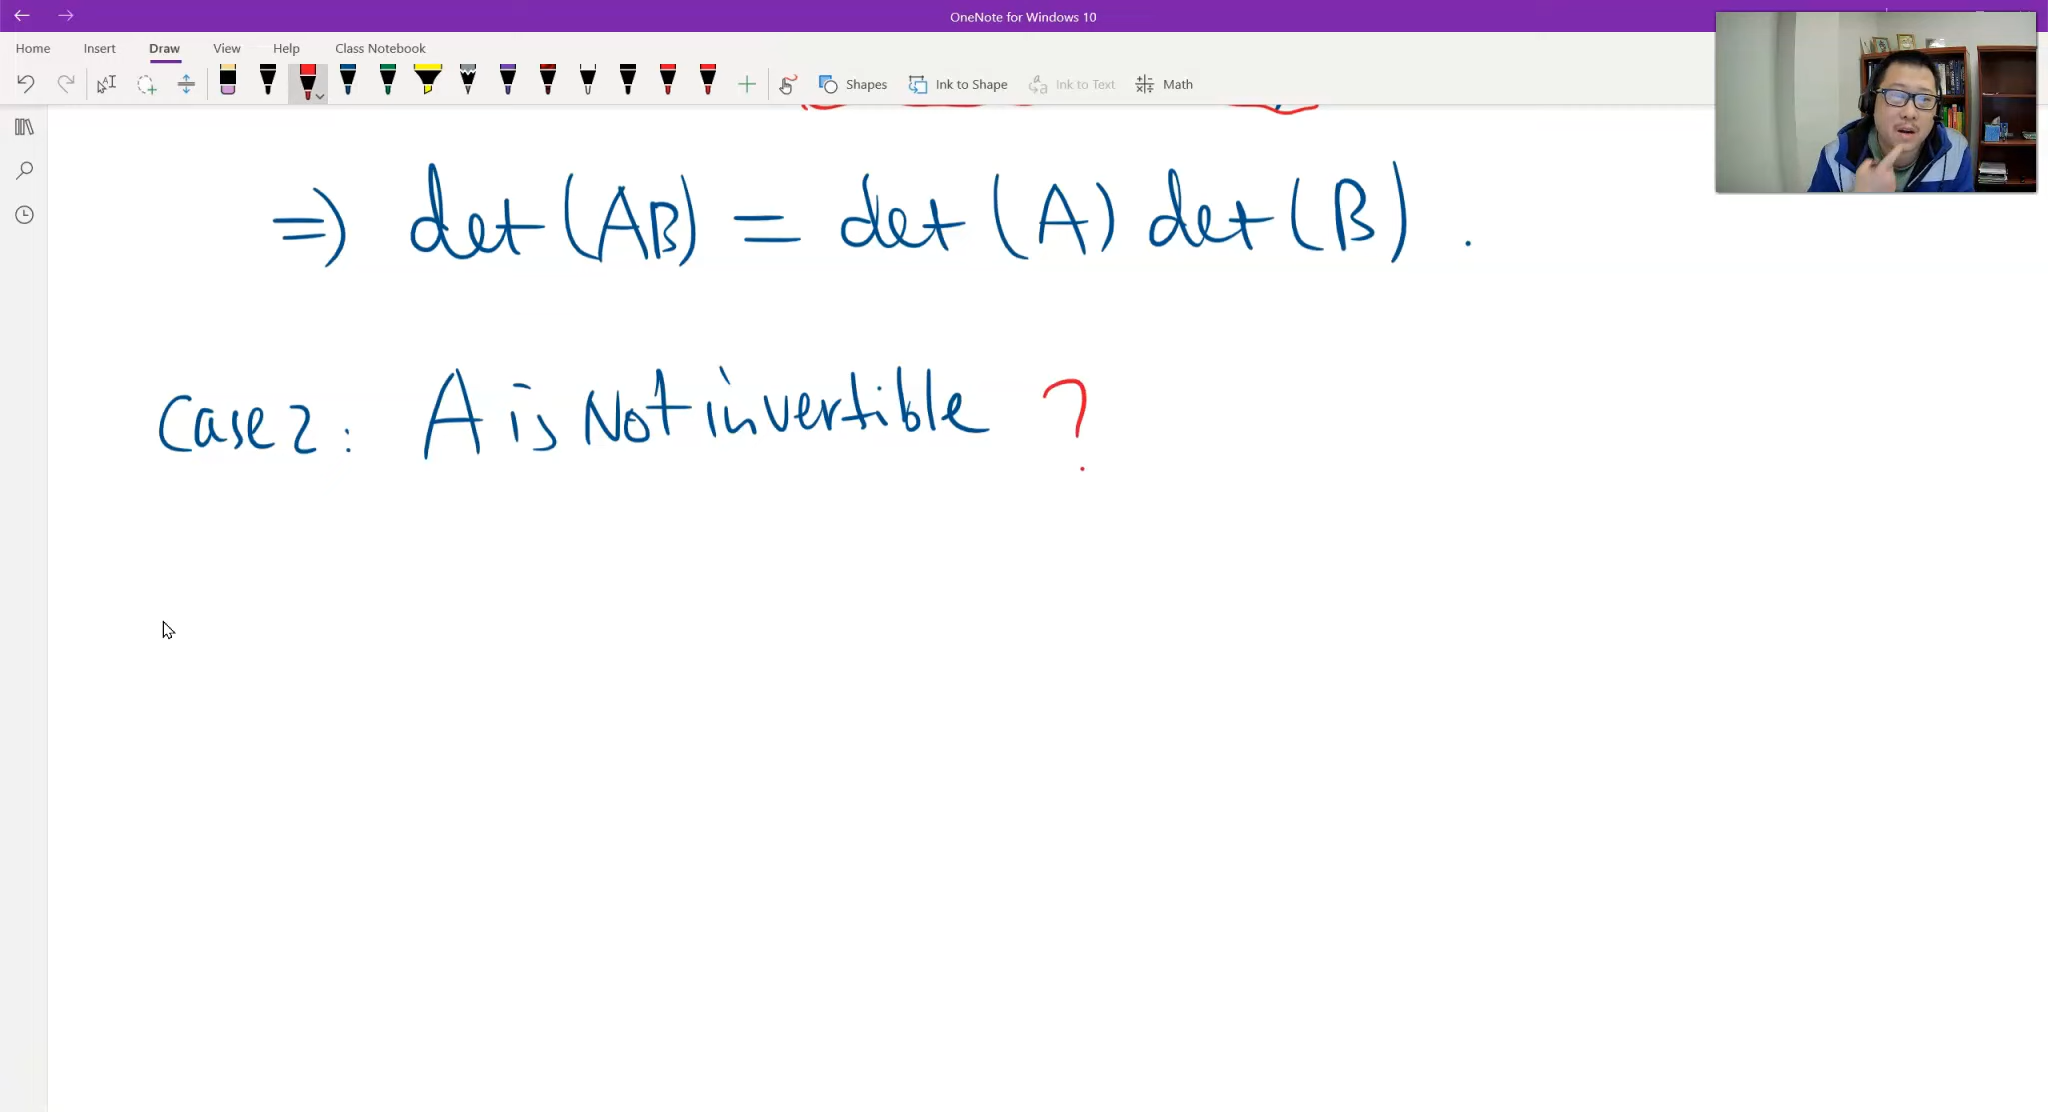 OneNote for Windows 10
Home Insert Draw View Help Class Notebook
Shapes Ink to Shape Ink to Text Math
=> det(AB) = det(A) det(B).
Case 2: A is Not invertible ?